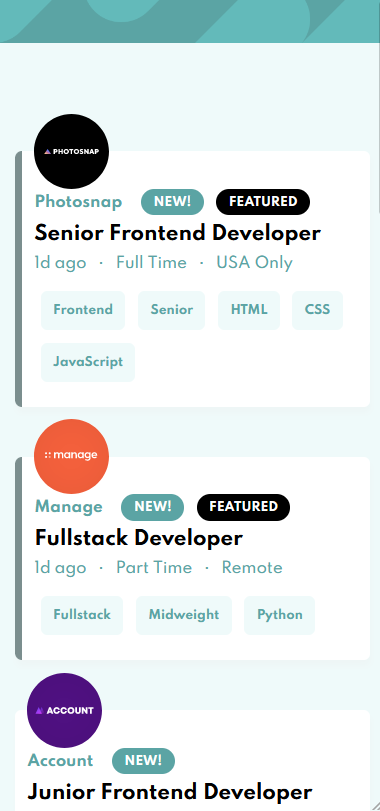 PHOTOSNAP
Photosnap NEW! FEATURED
Senior Frontend Developer
1d ago · Full Time · USA Only
Frontend Senior HTML CSS
JavaScript
manage
Manage NEW! FEATURED
Fullstack Developer
1d ago · Part Time · Remote
Fullstack Midweight Python
ACCOUNT
Account NEW!
Junior Frontend Developer